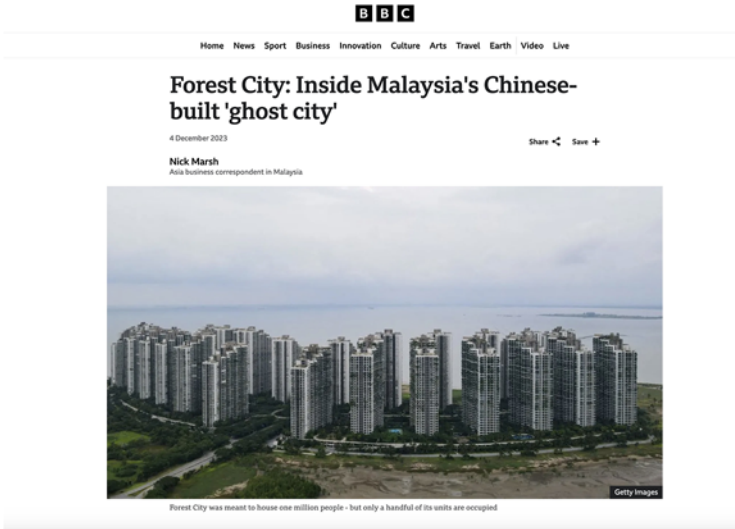 BBC
Home News Sport Business Innovation Culture Arts Travel Earth Video Live
Forest City: Inside Malaysia's Chinese-
built 'ghost city'
4 December 2023
Share Save +
Nick Marsh
Asia business correspondent in Malaysia
Getty Images
Forest City was meant to house one million people - but only a handful of its units are occupied